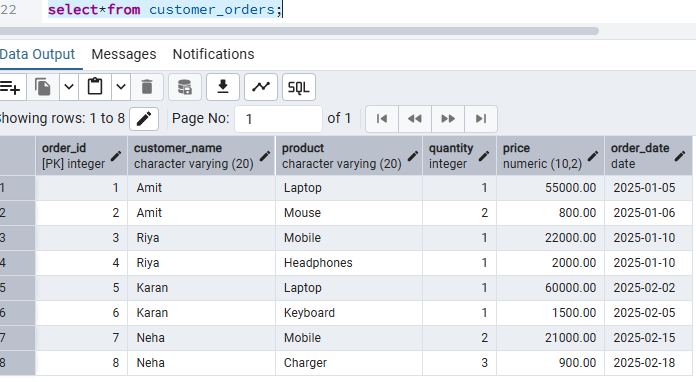 22 select*from customer_orders;
Data Output Messages Notifications
SQL
Showing rows: 1 to 8 Page No: 1 of 1
order_id customer_name product quantity price order_date
[PK] integer character varying (20) character varying (20) integer numeric (10,2) date
1 1 Amit Laptop 1 55000.00 2025-01-05
2 2 Amit Mouse 2 800.00 2025-01-06
3 3 Riya Mobile 1 22000.00 2025-01-10
4 4 Riya Headphones 1 2000.00 2025-01-10
5 5 Karan Laptop 1 60000.00 2025-02-02
6 6 Karan Keyboard 1 1500.00 2025-02-05
7 7 Neha Mobile 2 21000.00 2025-02-15
8 8 Neha Charger 3 900.00 2025-02-18